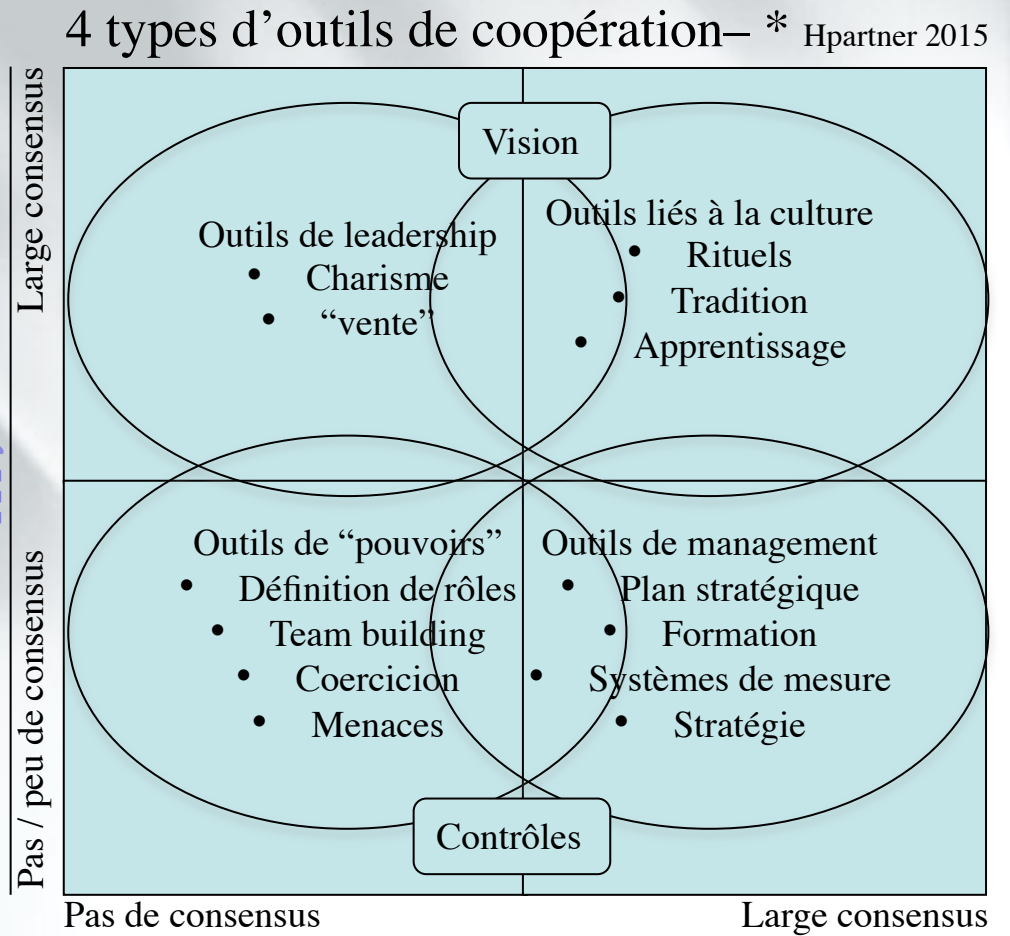 4 types d’outils de coopération– * Hpartner 2015
Large consensus
Vision
Outils de leadership
• Charisme
• “vente”
Outils liés à la culture
• Rituels
• Tradition
• Apprentissage
Pas / peu de consensus
Outils de “pouvoirs”
• Définition de rôles
• Team building
• Coercicion
• Menaces
Outils de management
• Plan stratégique
• Formation
• Systèmes de mesure
• Stratégie
Contrôles
Pas de consensus
Large consensus